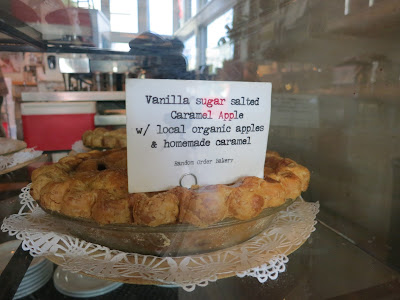 Vanilla sugar salted
Caramel Apple
w/ local organic apples
& homemade caramel
Random Order Bakery